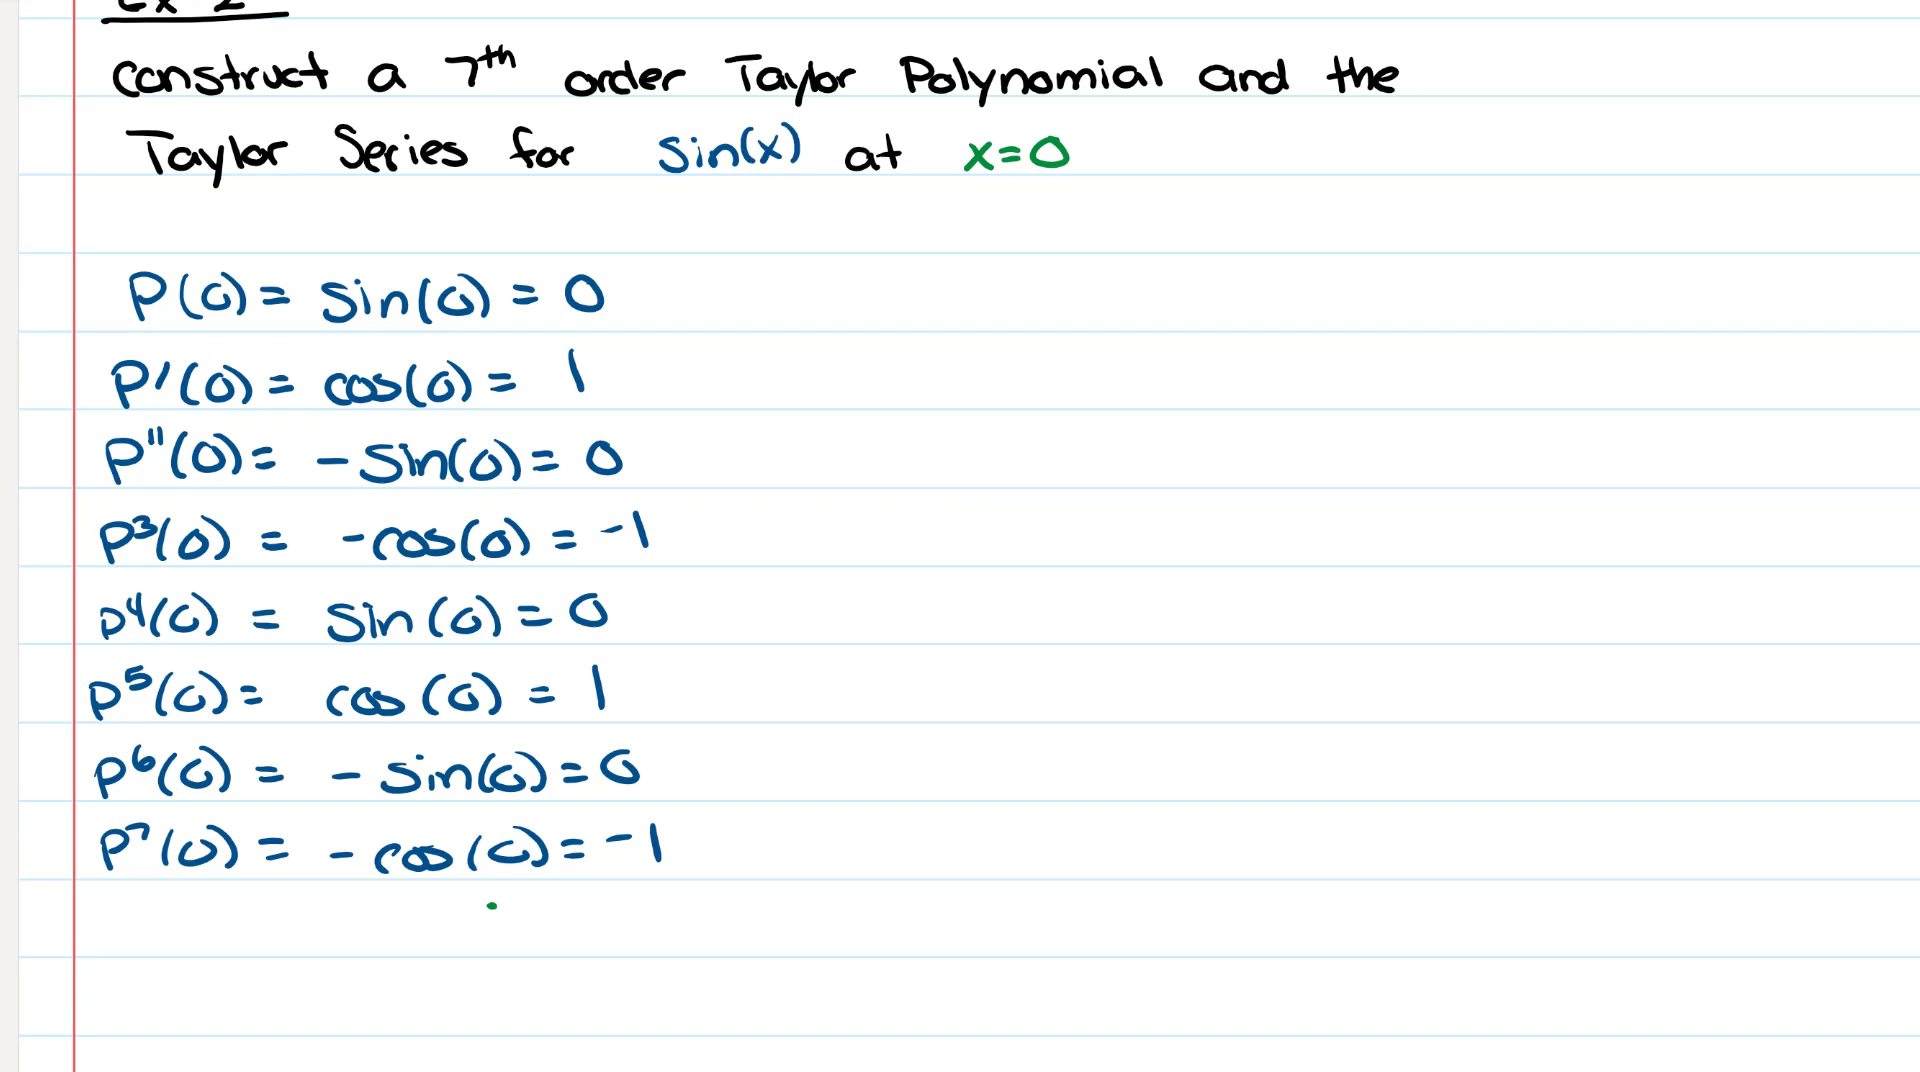 Ex 2
Construct a 7th order Taylor Polynomial and the
Taylor Series for sin(x) at x=0
P(0) = sin(0) = 0
P'(0) = cos(0) = 1
P"(0) = - sin(0) = 0
P³(0) = - cos(0) = -1
P⁴(0) = sin(0) = 0
P⁵(0) = cos(0) = 1
P⁶(0) = - sin(0) = 0
P⁷(0) = - cos(0) = -1